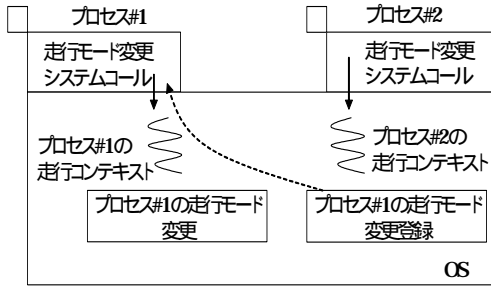 プロセス#1
走行モード変更
システムコール
プロセス#2
走行モード変更
システムコール
プロセス#1の
走行コンテキスト
プロセス#2の
走行コンテキスト
プロセス#1の走行モード
変更
プロセス#1の走行モード
変更登録
OS